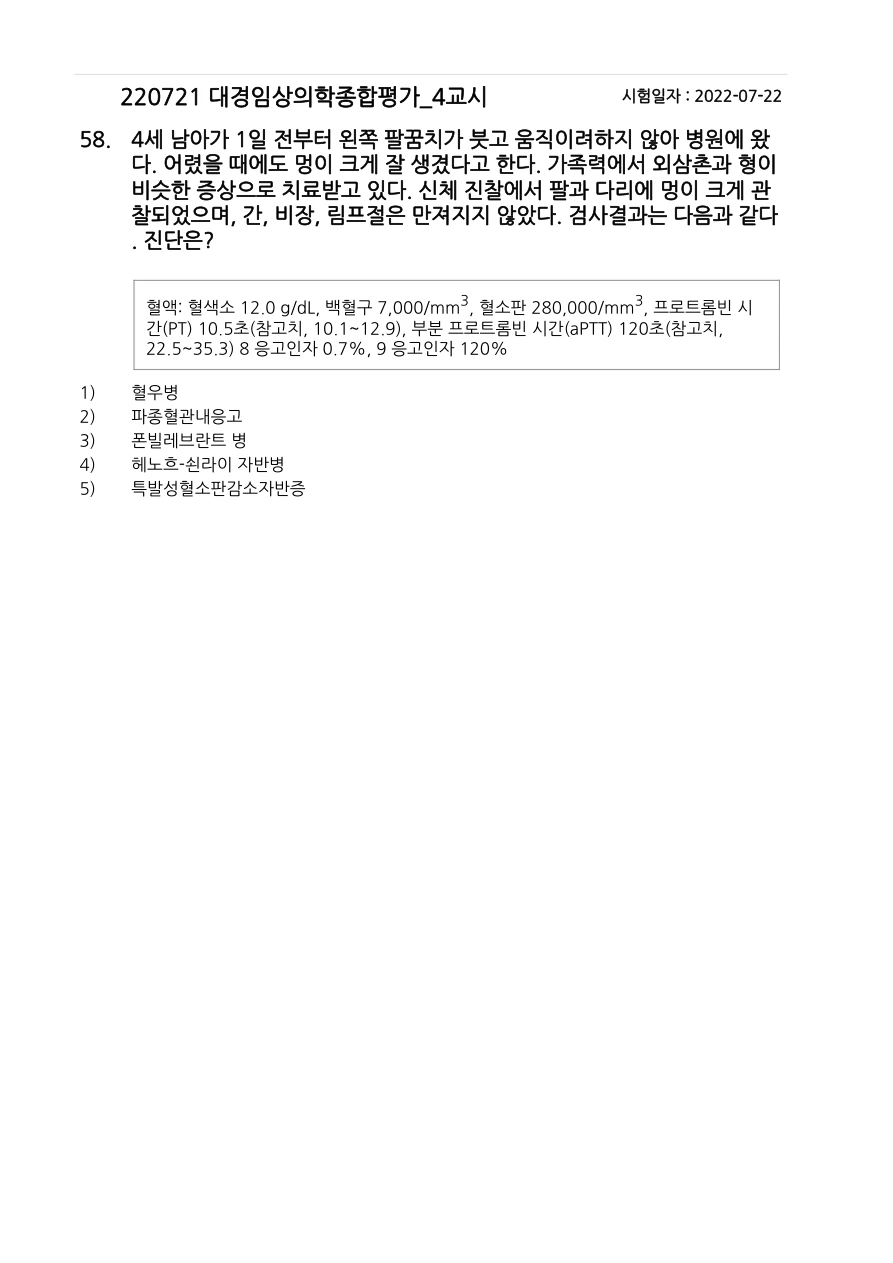 220721 대경임상의학종합평가_4교시 시험일자 : 2022-07-22
58. 4세 남아가 1일 전부터 왼쪽 팔꿈치가 붓고 움직이려하지 않아 병원에 왔
다. 어렸을 때에도 멍이 크게 잘 생겼다고 한다. 가족력에서 외삼촌과 형이
비슷한 증상으로 치료받고 있다. 신체 진찰에서 팔과 다리에 멍이 크게 관
찰되었으며, 간, 비장, 림프절은 만져지지 않았다. 검사결과는 다음과 같다
. 진단은?
혈액: 혈색소 12.0 g/dL, 백혈구 7,000/mm³, 혈소판 280,000/mm³, 프로트롬빈 시
간(PT) 10.5초(참고치, 10.1~12.9), 부분 프로트롬빈 시간(aPTT) 120초(참고치,
22.5~35.3) 8 응고인자 0.7%, 9 응고인자 120%
1) 혈우병
2) 파종혈관내응고
3) 폰빌레브란트 병
4) 헤노흐-쇤라이 자반병
5) 특발성혈소판감소자반증